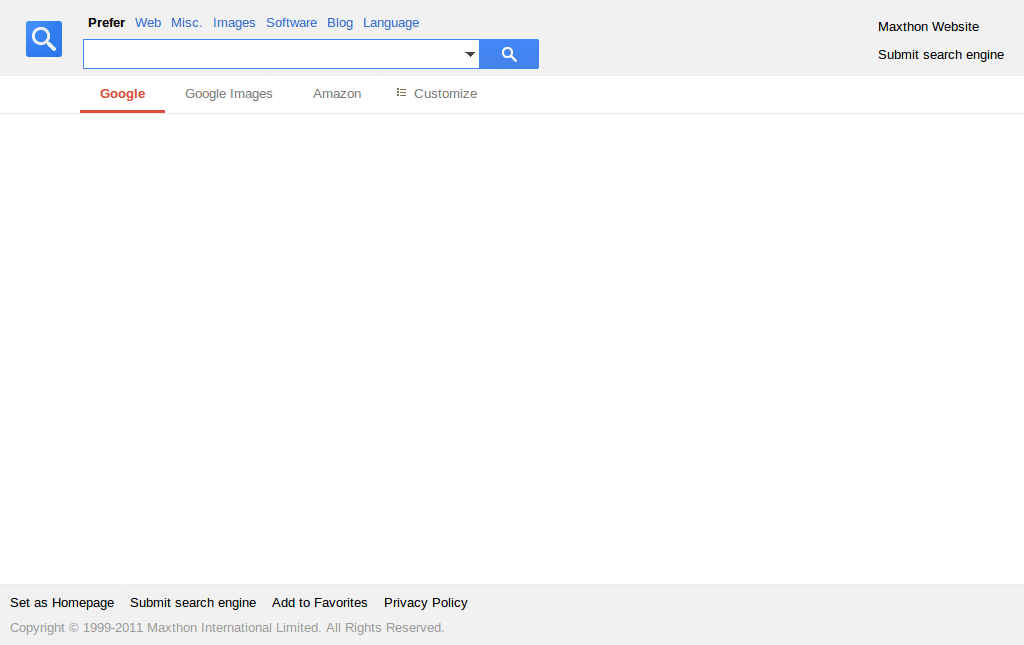 Prefer Web Misc. Images Software Blog Language
Maxthon Website
Submit search engine
Google Google Images Amazon Customize
Set as Homepage Submit search engine Add to Favorites Privacy Policy
Copyright © 1999-2011 Maxthon International Limited. All Rights Reserved.